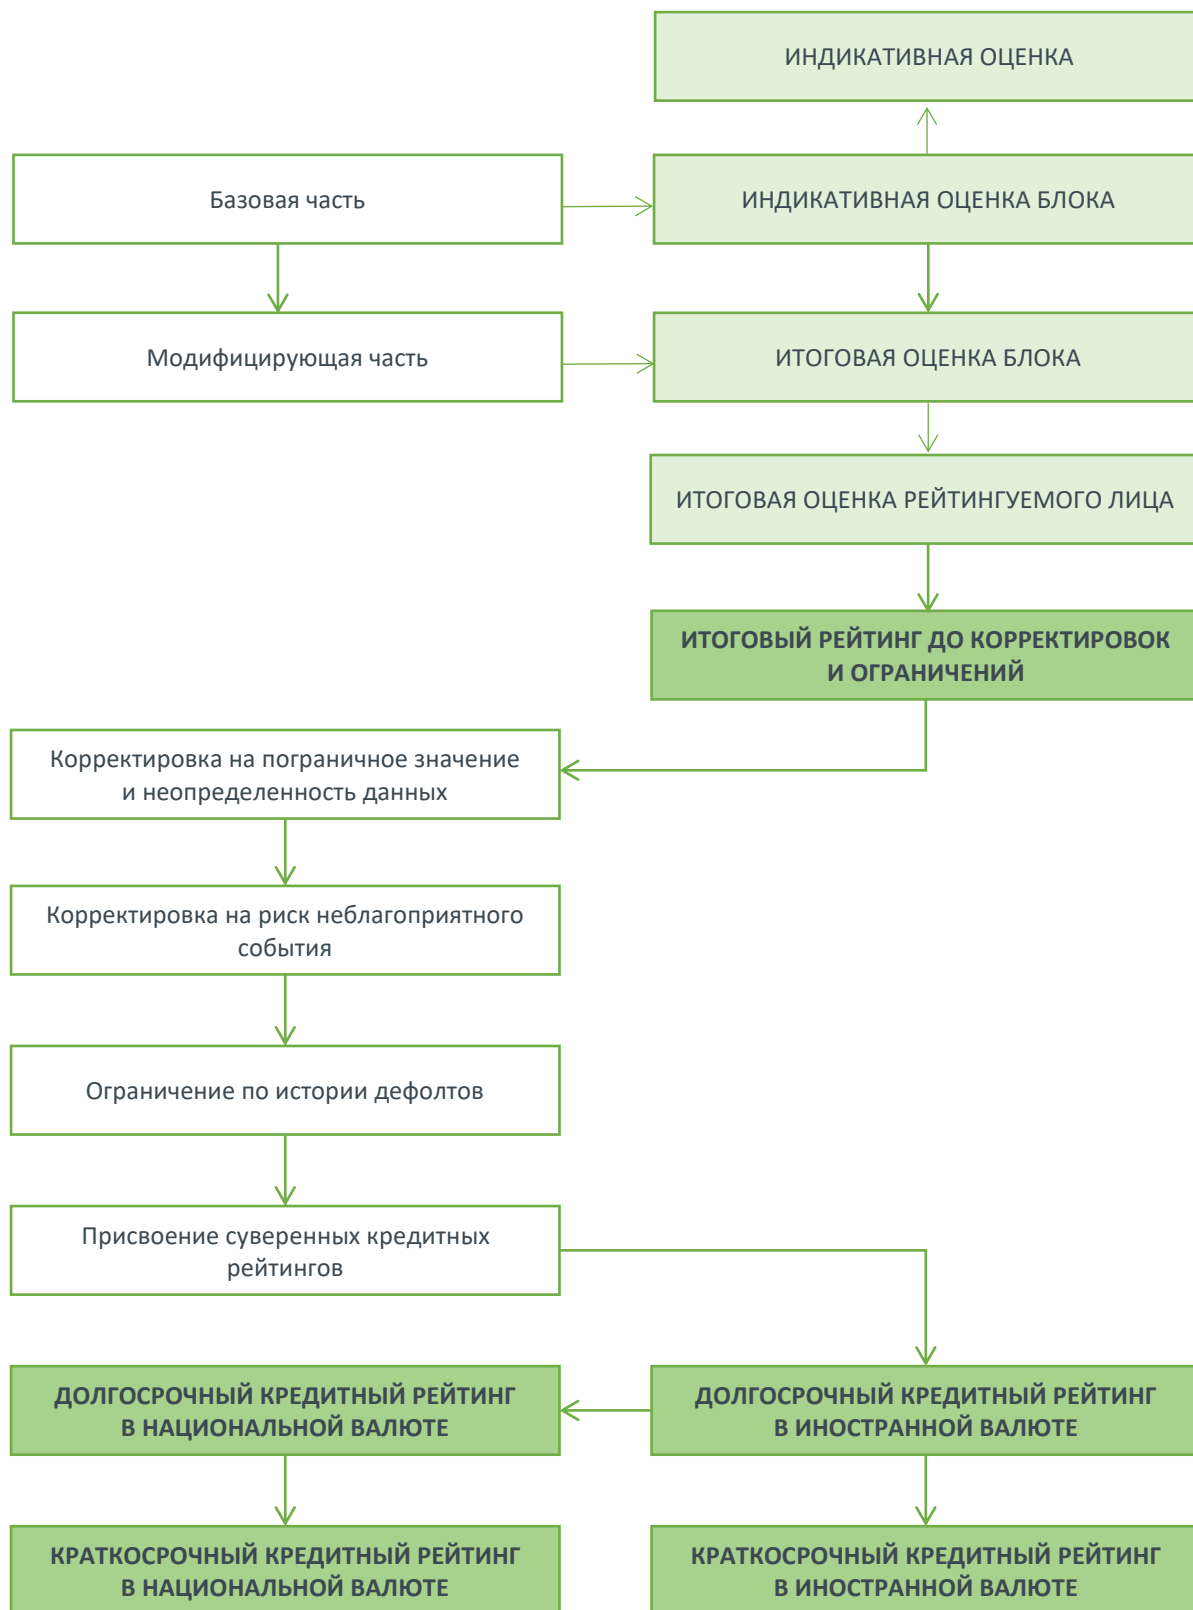 ИНДИКАТИВНАЯ ОЦЕНКА
Базовая часть
ИНДИКАТИВНАЯ ОЦЕНКА БЛОКА
Модифицирующая часть
ИТОГОВАЯ ОЦЕНКА БЛОКА
ИТОГОВАЯ ОЦЕНКА РЕЙТИНГУЕМОГО ЛИЦА
ИТОГОВЫЙ РЕЙТИНГ ДО КОРРЕКТИРОВОК
И ОГРАНИЧЕНИЙ
Корректировка на пограничное значение
и неопределенность данных
Корректировка на риск неблагоприятного
события
Ограничение по истории дефолтов
Присвоение суверенных кредитных
рейтингов
ДОЛГОСРОЧНЫЙ КРЕДИТНЫЙ РЕЙТИНГ
В НАЦИОНАЛЬНОЙ ВАЛЮТЕ
ДОЛГОСРОЧНЫЙ КРЕДИТНЫЙ РЕЙТИНГ
В ИНОСТРАННОЙ ВАЛЮТЕ
КРАТКОСРОЧНЫЙ КРЕДИТНЫЙ РЕЙТИНГ
В НАЦИОНАЛЬНОЙ ВАЛЮТЕ
КРАТКОСРОЧНЫЙ КРЕДИТНЫЙ РЕЙТИНГ
В ИНОСТРАННОЙ ВАЛЮТЕ